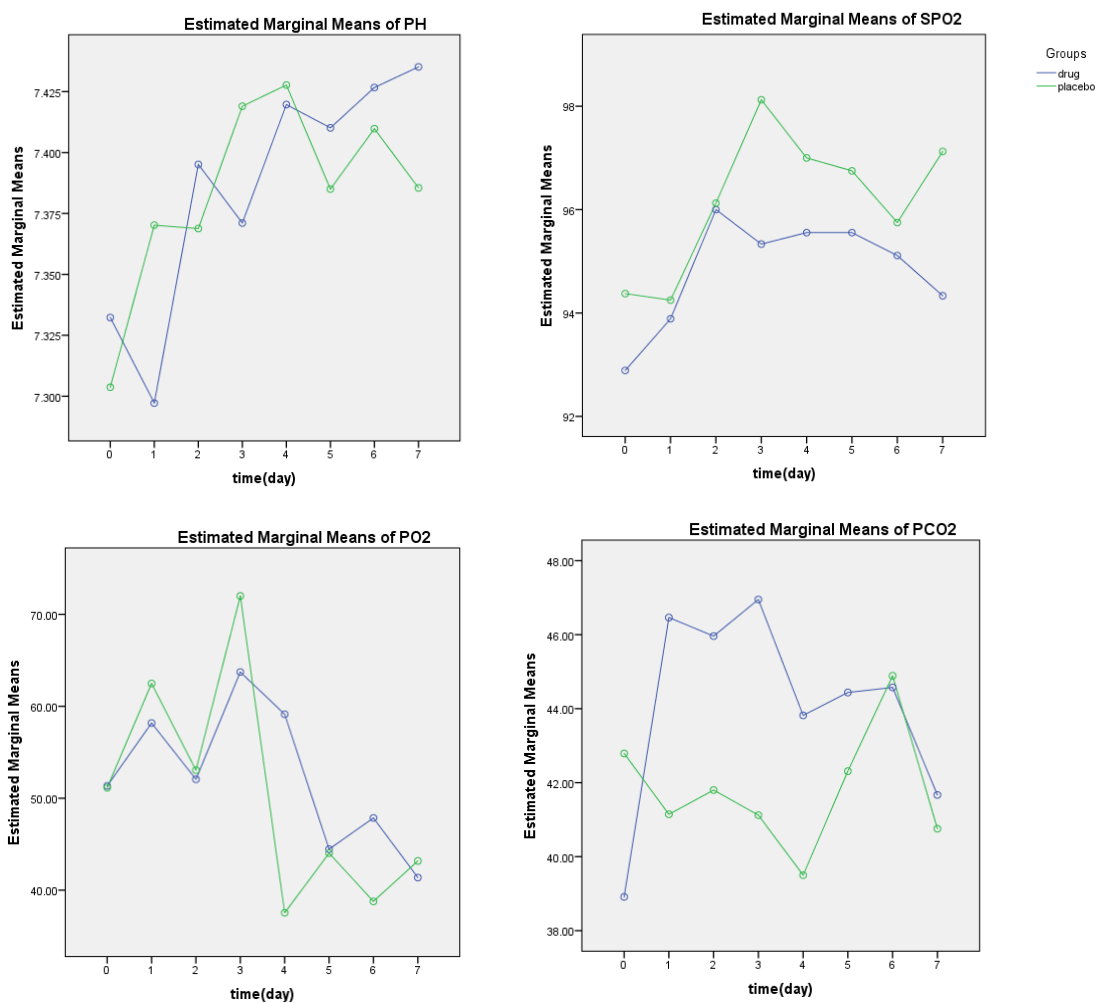 Estimated Marginal Means of PH
Estimated Marginal Means
7.425
7.400
7.375
7.350
7.325
7.300
0 1 2 3 4 5 6 7
time(day)
Estimated Marginal Means of SPO2
Estimated Marginal Means
98
96
94
92
0 1 2 3 4 5 6 7
time(day)
Groups
drug
placebo
Estimated Marginal Means of PO2
Estimated Marginal Means
70.00
60.00
50.00
40.00
0 1 2 3 4 5 6 7
time(day)
Estimated Marginal Means of PCO2
Estimated Marginal Means
48.00
46.00
44.00
42.00
40.00
38.00
0 1 2 3 4 5 6 7
time(day)